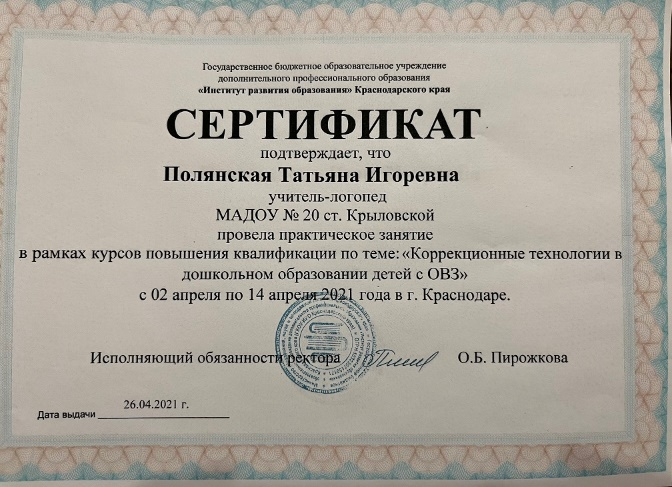 Государственное бюджетное образовательное учреждение
дополнительного профессионального образования
«Институт развития образования» Краснодарского края
СЕРТИФИКАТ
подтверждает, что
Полянская Татьяна Игоревна
учитель-логопед
МАДОУ № 20 ст. Крыловской
провела практическое занятие
в рамках курсов повышения квалификации по теме: «Коррекционные технологии в
дошкольном образовании детей с ОВЗ»
с 02 апреля по 14 апреля 2021 года в г. Краснодаре.
Исполняющий обязанности ректора О.Б. Пирожкова
Дата выдачи 26.04.2021 г.